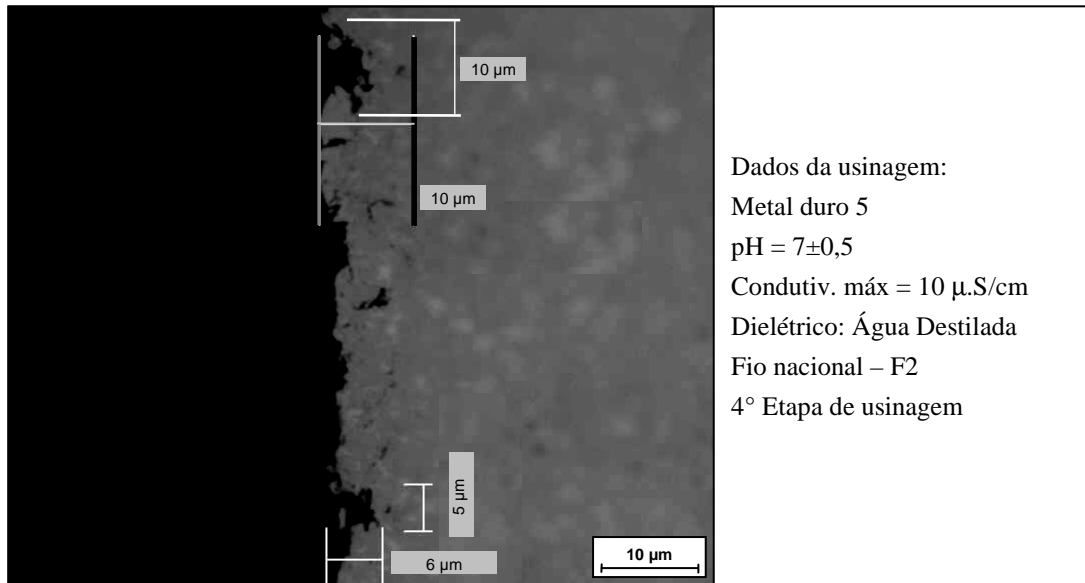 10 µm
10 µm
5 µm
6 µm
10 µm
Dados da usinagem:
Metal duro 5
pH = 7±0,5
Condutiv. máx = 10 µ.S/cm
Dielétrico: Água Destilada
Fio nacional – F2
4° Etapa de usinagem